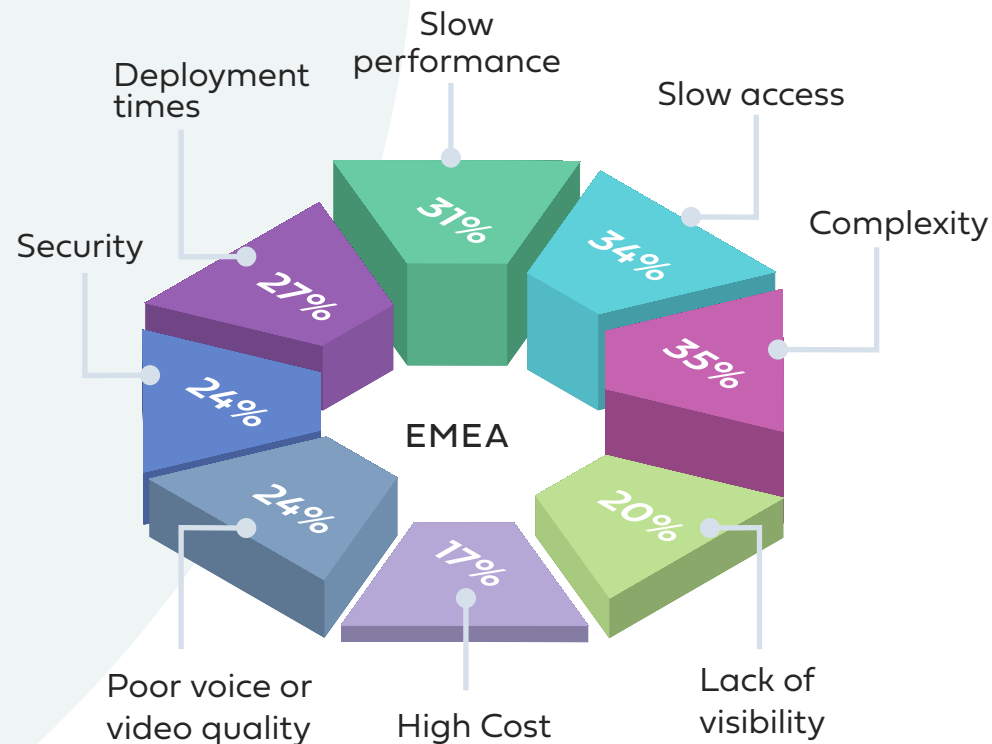 Slow
performance
Deployment
times
Slow access
31%
Complexity
34%
Security
27%
35%
24%
EMEA
24%
20%
17%
Poor voice or
video quality
High Cost
Lack of
visibility